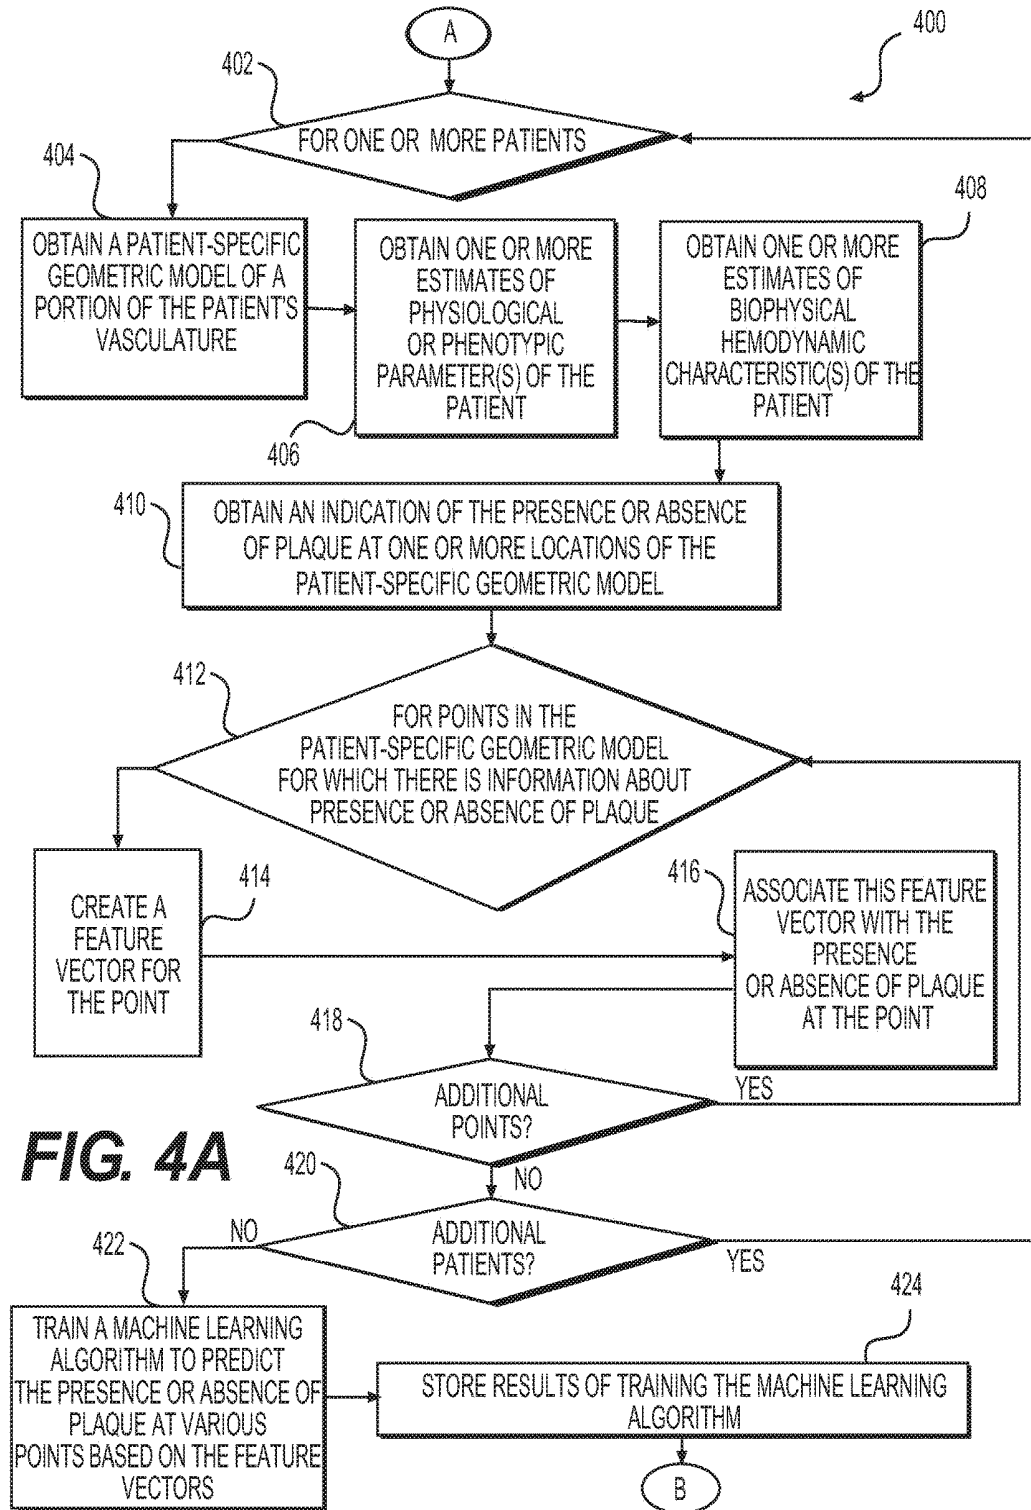 A
400
402
FOR ONE OR MORE PATIENTS
404
OBTAIN A PATIENT-SPECIFIC
GEOMETRIC MODEL OF A
PORTION OF THE PATIENT'S
VASCULATURE
OBTAIN ONE OR MORE
ESTIMATES OF
PHYSIOLOGICAL
OR PHENOTYPIC
PARAMETER(S) OF THE
PATIENT
406
408
OBTAIN ONE OR MORE
ESTIMATES OF
BIOPHYSICAL
HEMODYNAMIC
CHARACTERISTIC(S) OF THE
PATIENT
410
OBTAIN AN INDICATION OF THE PRESENCE OR ABSENCE
OF PLAQUE AT ONE OR MORE LOCATIONS OF THE
PATIENT-SPECIFIC GEOMETRIC MODEL
412
FOR POINTS IN THE
PATIENT-SPECIFIC GEOMETRIC MODEL
FOR WHICH THERE IS INFORMATION ABOUT
PRESENCE OR ABSENCE OF PLAQUE
414
CREATE A
FEATURE
VECTOR FOR
THE POINT
416
ASSOCIATE THIS FEATURE
VECTOR WITH THE
PRESENCE
OR ABSENCE OF PLAQUE
AT THE POINT
418
ADDITIONAL
POINTS?
YES
NO
FIG. 4A
420
ADDITIONAL
PATIENTS?
NO
YES
422
TRAIN A MACHINE LEARNING
ALGORITHM TO PREDICT
THE PRESENCE OR ABSENCE OF
PLAQUE AT VARIOUS
POINTS BASED ON THE FEATURE
VECTORS
424
STORE RESULTS OF TRAINING THE MACHINE LEARNING
ALGORITHM
B